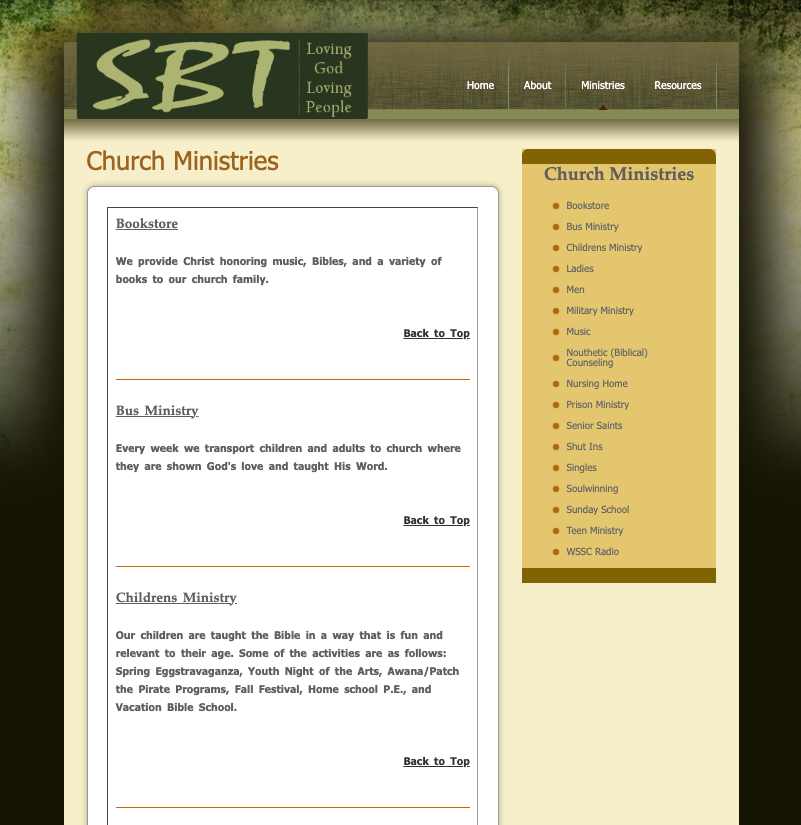 SBT
Loving
God
Loving
People
Home About Ministries Resources
Church Ministries
Bookstore
We provide Christ honoring music, Bibles, and a variety of
books to our church family.
Back to Top
Bus Ministry
Every week we transport children and adults to church where
they are shown God's love and taught His Word.
Back to Top
Childrens Ministry
Our children are taught the Bible in a way that is fun and
relevant to their age. Some of the activities are as follows:
Spring Eggstravaganza, Youth Night of the Arts, Awana/Patch
the Pirate Programs, Fall Festival, Home school P.E., and
Vacation Bible School.
Back to Top
Church Ministries
Bookstore
Bus Ministry
Childrens Ministry
Ladies
Men
Military Ministry
Music
Nouthetic (Biblical)
Counseling
Nursing Home
Prison Ministry
Senior Saints
Shut Ins
Singles
Soulwinning
Sunday School
Teen Ministry
WSSC Radio